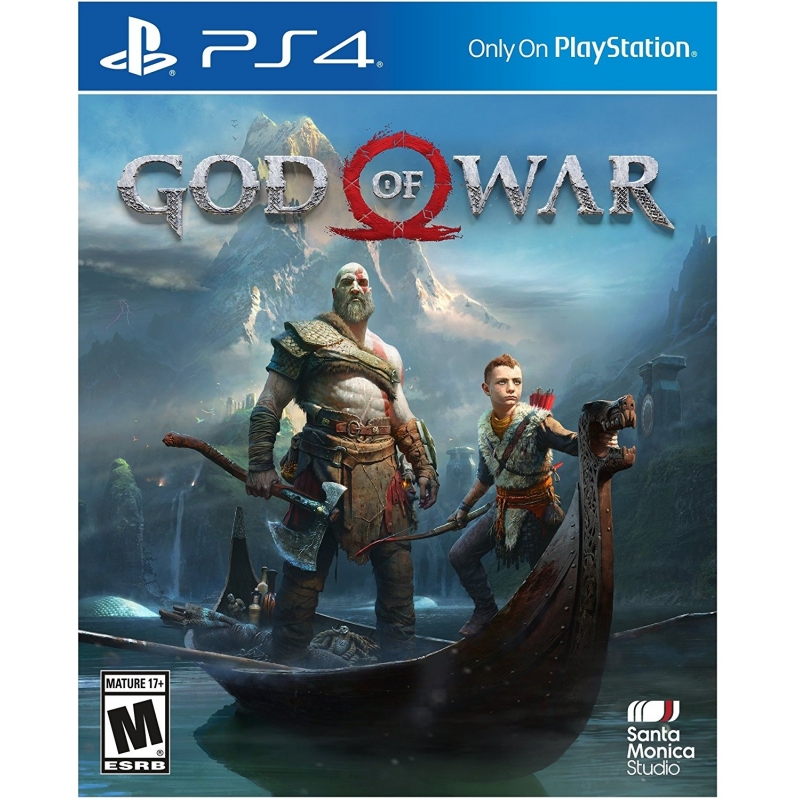 PS4
Only On PlayStation
GOD OF WAR
MATURE 17+
M
ESRB
Santa
Monica
Studio